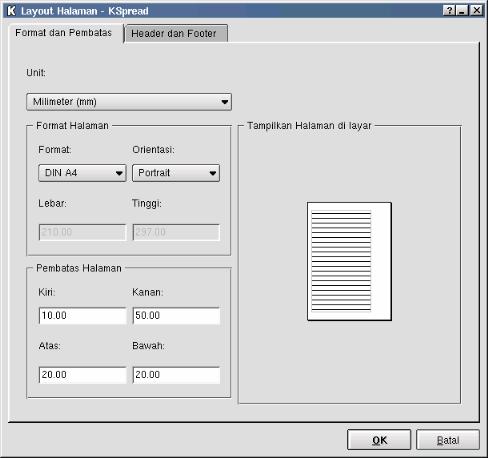 Layout Halaman - KSpread
Format dan Pembatas
Header dan Footer
Unit:
Milimeter (mm)
Format Halaman
Format:
Orientasi:
DIN A4
Portrait
Lebar:
Tinggi:
210.00
297.00
Pembatas Halaman
Kiri:
Kanan:
10.00
50.00
Atas:
Bawah:
20.00
20.00
Tampilkan Halaman di layar
OK
Batal